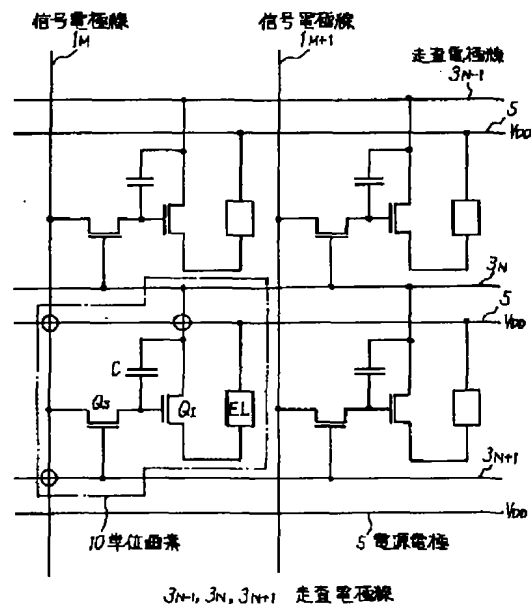 信号電極線
1M
信号電極線
1M+1
走査電極線
3N-1
5
VDD
3N
5
VDD
C
QS
QI
EL
3N+1
VDD
10単位画素
5 電源電極
3N-1, 3N, 3N+1 走査電極線